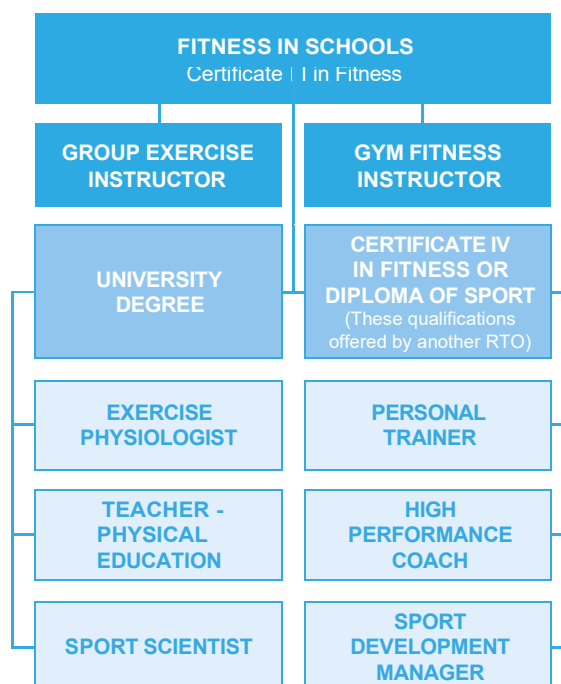 FITNESS IN SCHOOLS
Certificate III in Fitness
GROUP EXERCISE
INSTRUCTOR
GYM FITNESS
INSTRUCTOR
UNIVERSITY
DEGREE
CERTIFICATE IV
IN FITNESS OR
DIPLOMA OF SPORT
(These qualifications
offered by another RTO)
EXERCISE
PHYSIOLOGIST
PERSONAL
TRAINER
TEACHER -
PHYSICAL
EDUCATION
HIGH
PERFORMANCE
COACH
SPORT SCIENTIST
SPORT
DEVELOPMENT
MANAGER